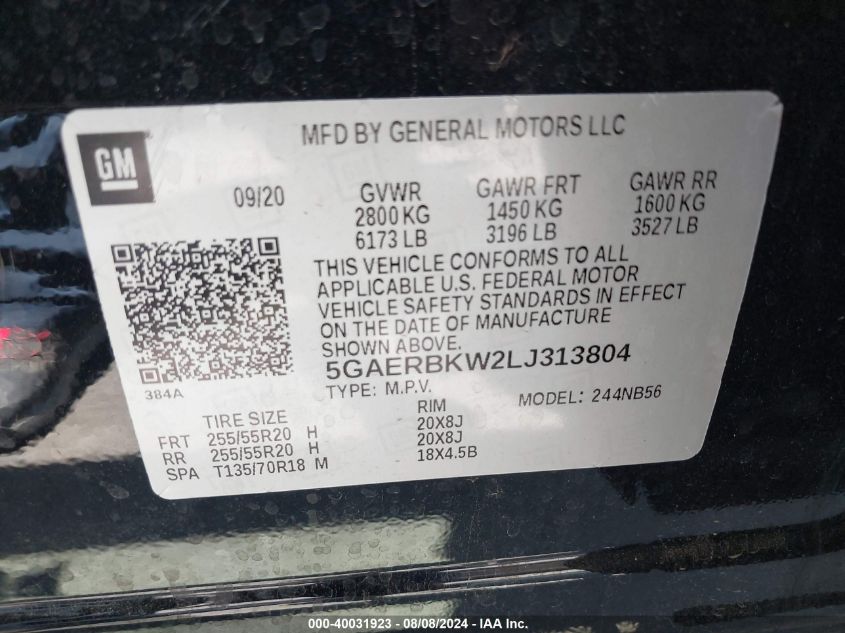 MFD BY GENERAL MOTORS LLC
GM
09/20
GVWR GAWR FRT GAWR RR
2800 KG 1450 KG 1600 KG
6173 LB 3196 LB 3527 LB
THIS VEHICLE CONFORMS TO ALL
APPLICABLE U.S. FEDERAL MOTOR
VEHICLE SAFETY STANDARDS IN EFFECT
ON THE DATE OF MANUFACTURE
SHOWN ABOVE.
5GAERBKW2LJ313804
384A
TYPE: M.P.V. MODEL: 244NB56
TIRE SIZE RIM
FRT 255/55R20 H 20X8J
RR 255/55R20 H 20X8J
SPA T135/70R18 M 18X4.5B
000-40031923 - 08/08/2024 - IAA Inc.